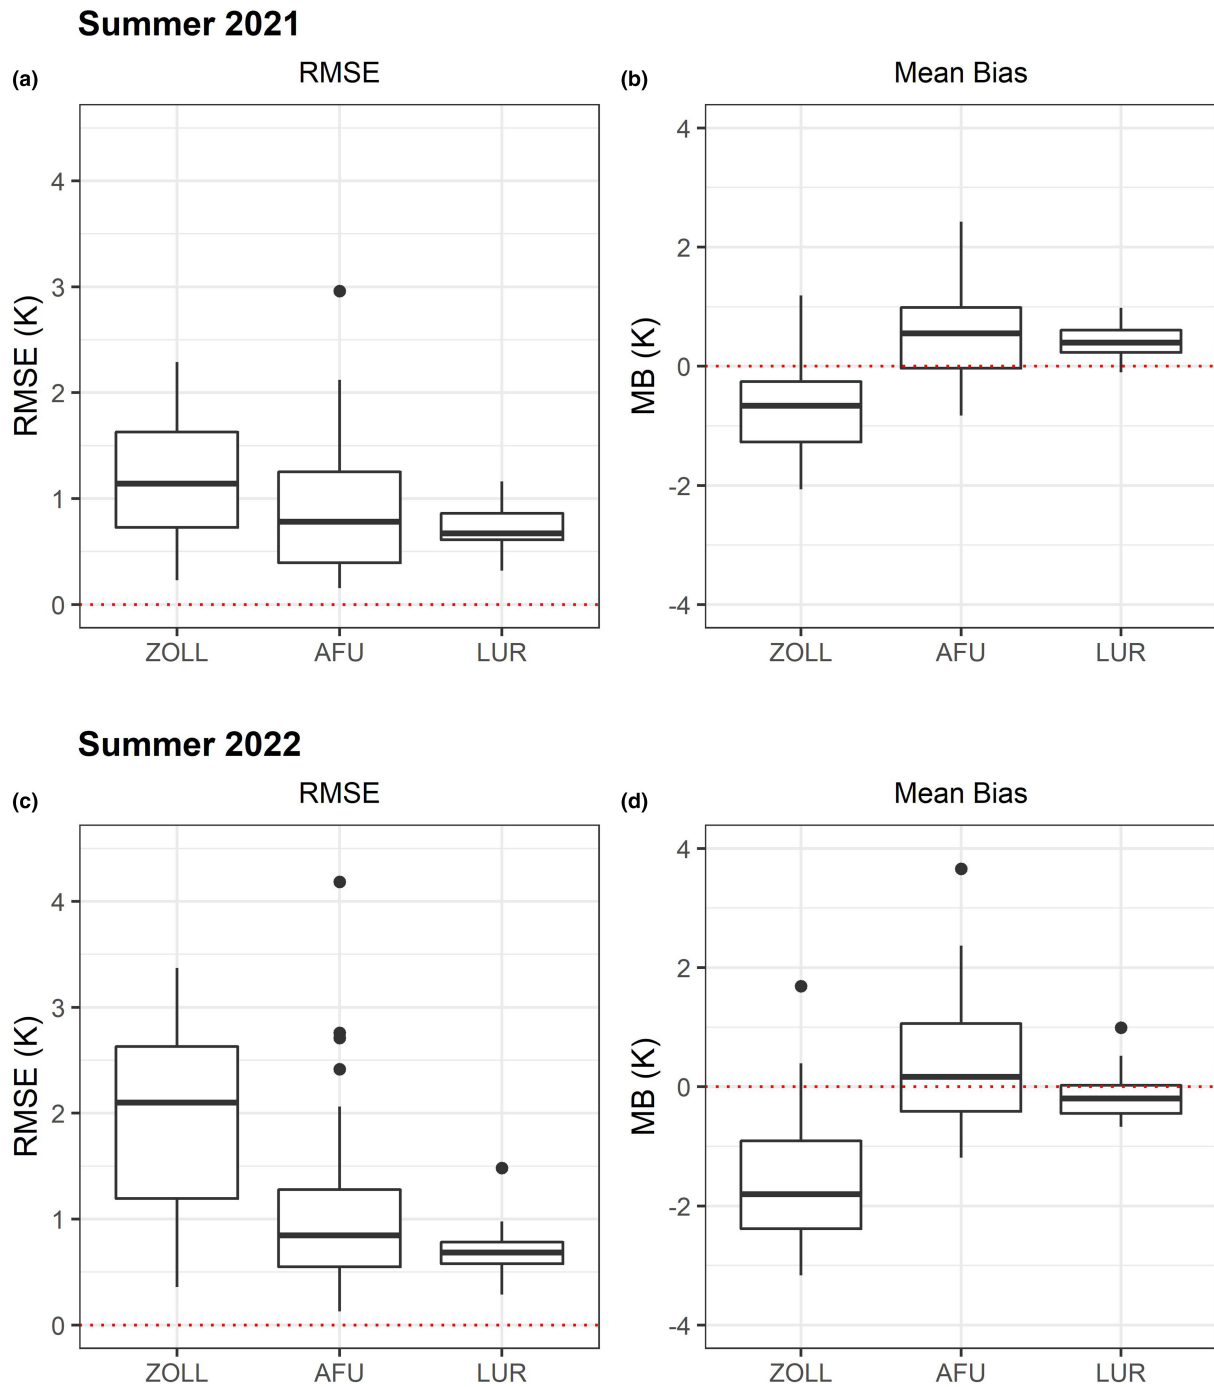 Summer 2021
(a) RMSE
(b) Mean Bias
RMSE (K)
4
3
2
1
0
ZOLL AFU LUR
MB (K)
4
2
0
-2
-4
ZOLL AFU LUR
Summer 2022
(c) RMSE
(d) Mean Bias
RMSE (K)
4
3
2
1
0
ZOLL AFU LUR
MB (K)
4
2
0
-2
-4
ZOLL AFU LUR